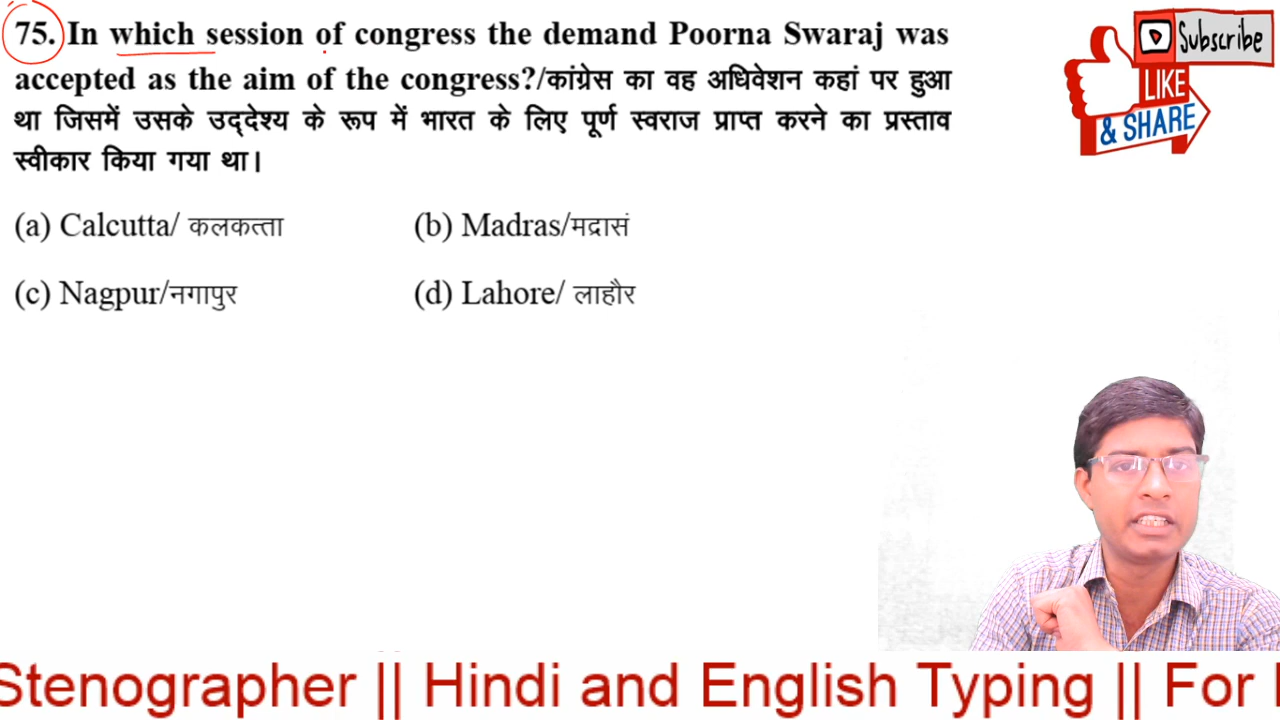 75. In which session of congress the demand Poorna Swaraj was
accepted as the aim of the congress?/कांग्रेस का वह अधिवेशन कहां पर हुआ
था जिसमें उसके उद्देश्य के रूप में भारत के लिए पूर्ण स्वराज प्राप्त करने का प्रस्ताव
स्वीकार किया गया था।
(a) Calcutta/ कलकत्ता (b) Madras/मद्रासं
(c) Nagpur/नगापुर (d) Lahore/ लाहौर
Subscribe
LIKE
& SHARE
Stenographer || Hindi and English Typing || For